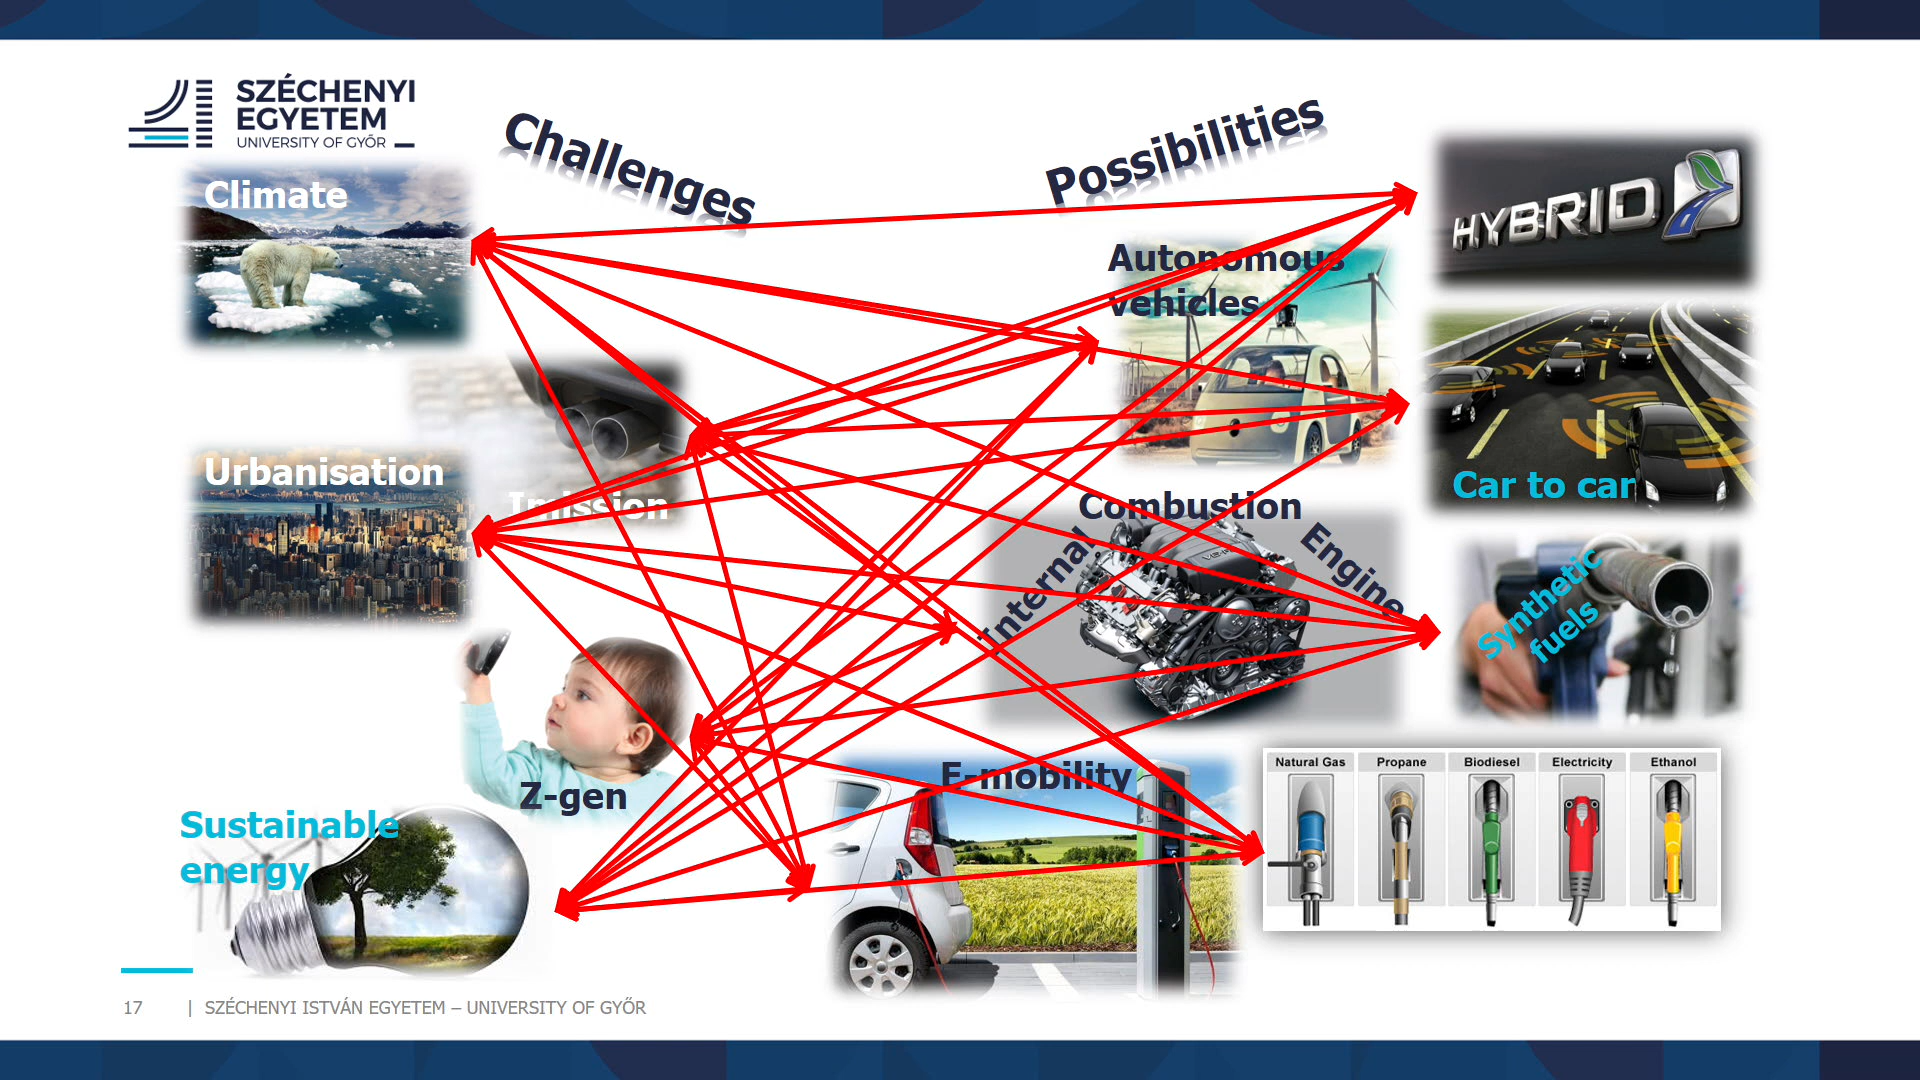 SZÉCHENYI
EGYETEM
UNIVERSITY OF GYŐR
Challenges
Possibilities
Climate
HYBRID
Autonomous
vehicles
Urbanisation
Imission
Car to car
Combustion
Internal
Engine
Synthetic
fuels
Z-gen
E-mobility
Sustainable
energy
Natural Gas
Propane
Biodiesel
Electricity
Ethanol
17 | SZÉCHENYI ISTVÁN EGYETEM – UNIVERSITY OF GYŐR